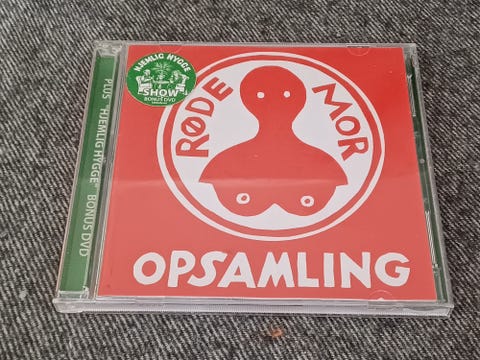 HJEMLIG HYGGE
SHOW
BONUS DVD
RØDE MOR
OPSAMLING
PLUS "HJEMLIG HYGGE" BONUS DVD